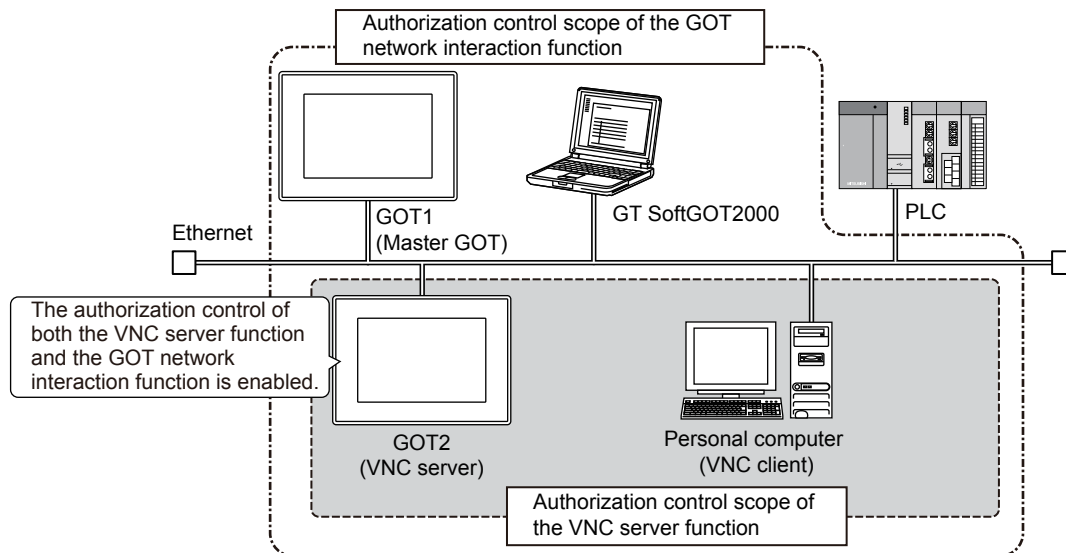 Authorization control scope of the GOT
network interaction function
GOT1
(Master GOT)
GT SoftGOT2000
PLC
Ethernet
The authorization control of
both the VNC server function
and the GOT network
interaction function is enabled.
GOT2
(VNC server)
Personal computer
(VNC client)
Authorization control scope of
the VNC server function